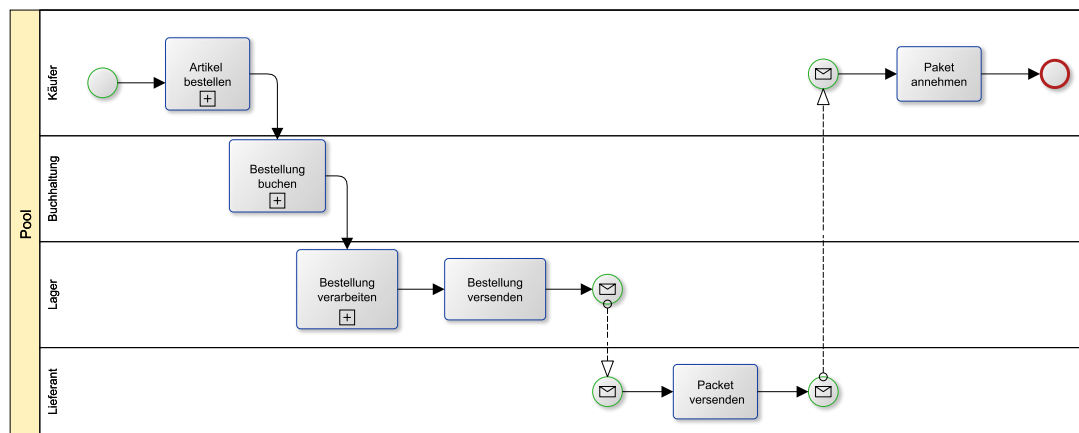 Pool
Käufer
Artikel
bestellen
Paket
annehmen
Buchhaltung
Bestellung
buchen
Lager
Bestellung
verarbeiten
Bestellung
versenden
Lieferant
Packet
versenden